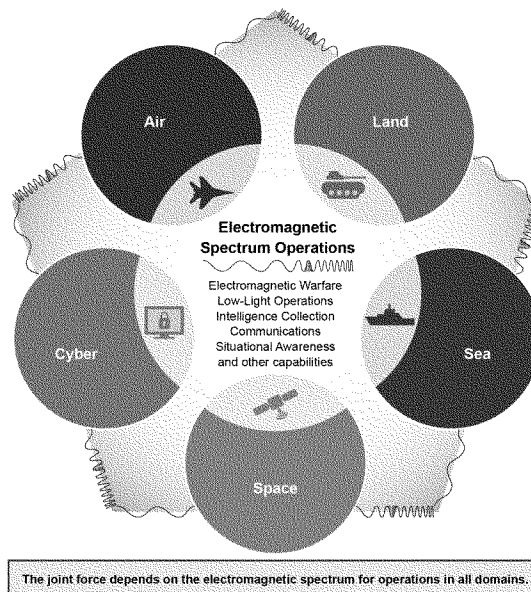 Air
Land
Electromagnetic
Spectrum Operations
Electromagnetic Warfare
Low-Light Operations
Intelligence Collection
Communications
Situational Awareness
and other capabilities
Cyber
Sea
Space
The joint force depends on the electromagnetic spectrum for operations in all domains.